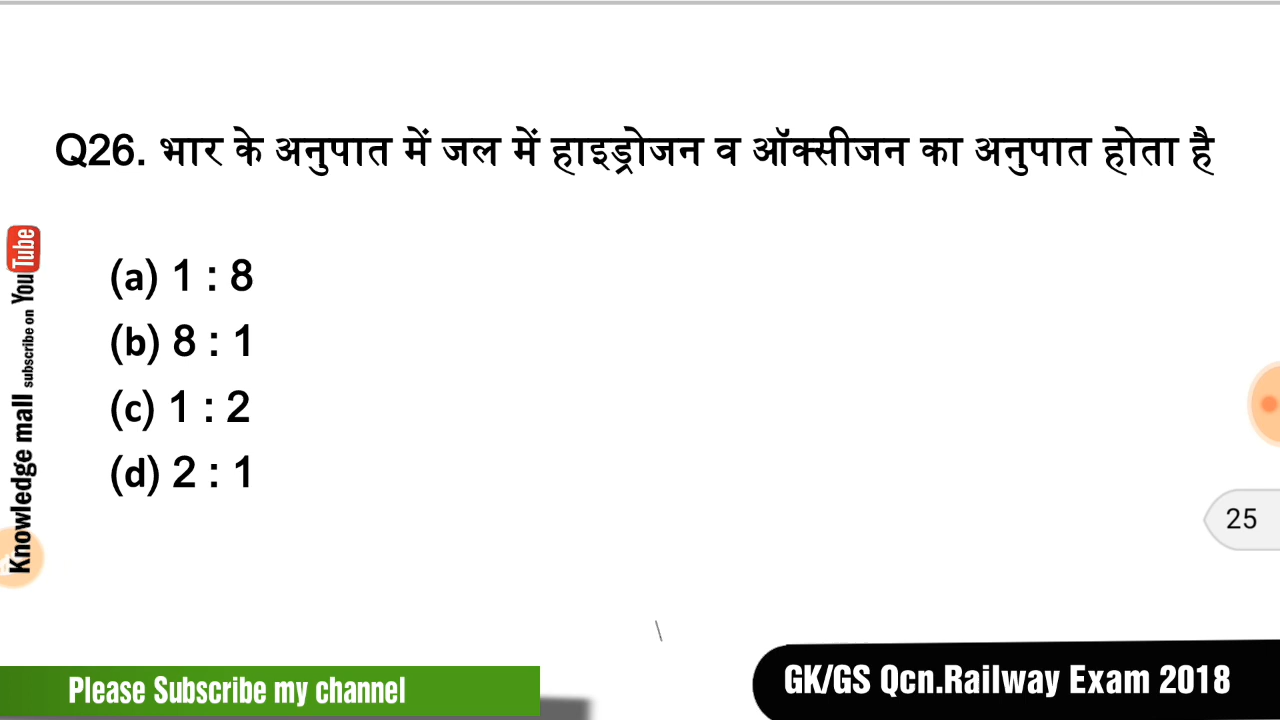 Q26. भार के अनुपात में जल में हाइड्रोजन व ऑक्सीजन का अनुपात होता है
(a) 1 : 8
(b) 8 : 1
(c) 1 : 2
(d) 2 : 1
Knowledge mall subscribe on YouTube
25
Please Subscribe my channel
GK/GS Qcn.Railway Exam 2018